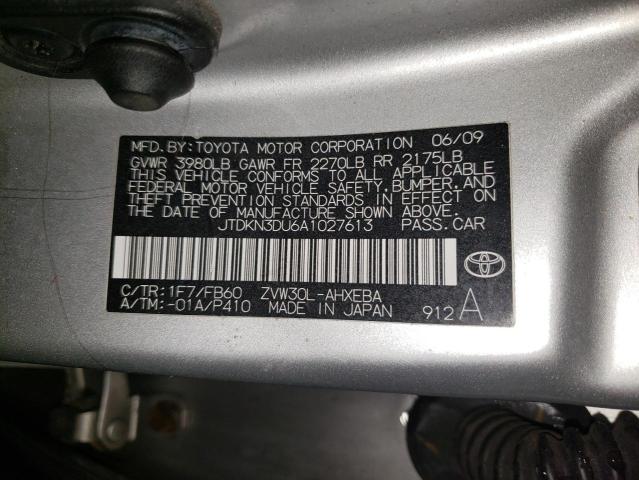 MFD.BY:TOYOTA MOTOR CORPORATION 06/09
GVWR 3980LB GAWR FR 2270LB RR 2175LB
THIS VEHICLE CONFORMS TO ALL APPLICABLE
FEDERAL MOTOR VEHICLE SAFETY,BUMPER,AND
THEFT PREVENTION STANDARDS IN EFFECT ON
THE DATE OF MANUFACTURE SHOWN ABOVE.
JTDKN3DU6A1027613 PASS.CAR
C/TR:1F7/FB60 ZVW30L-AHXEBA
A/TM:-01A/P410 MADE IN JAPAN 912 A